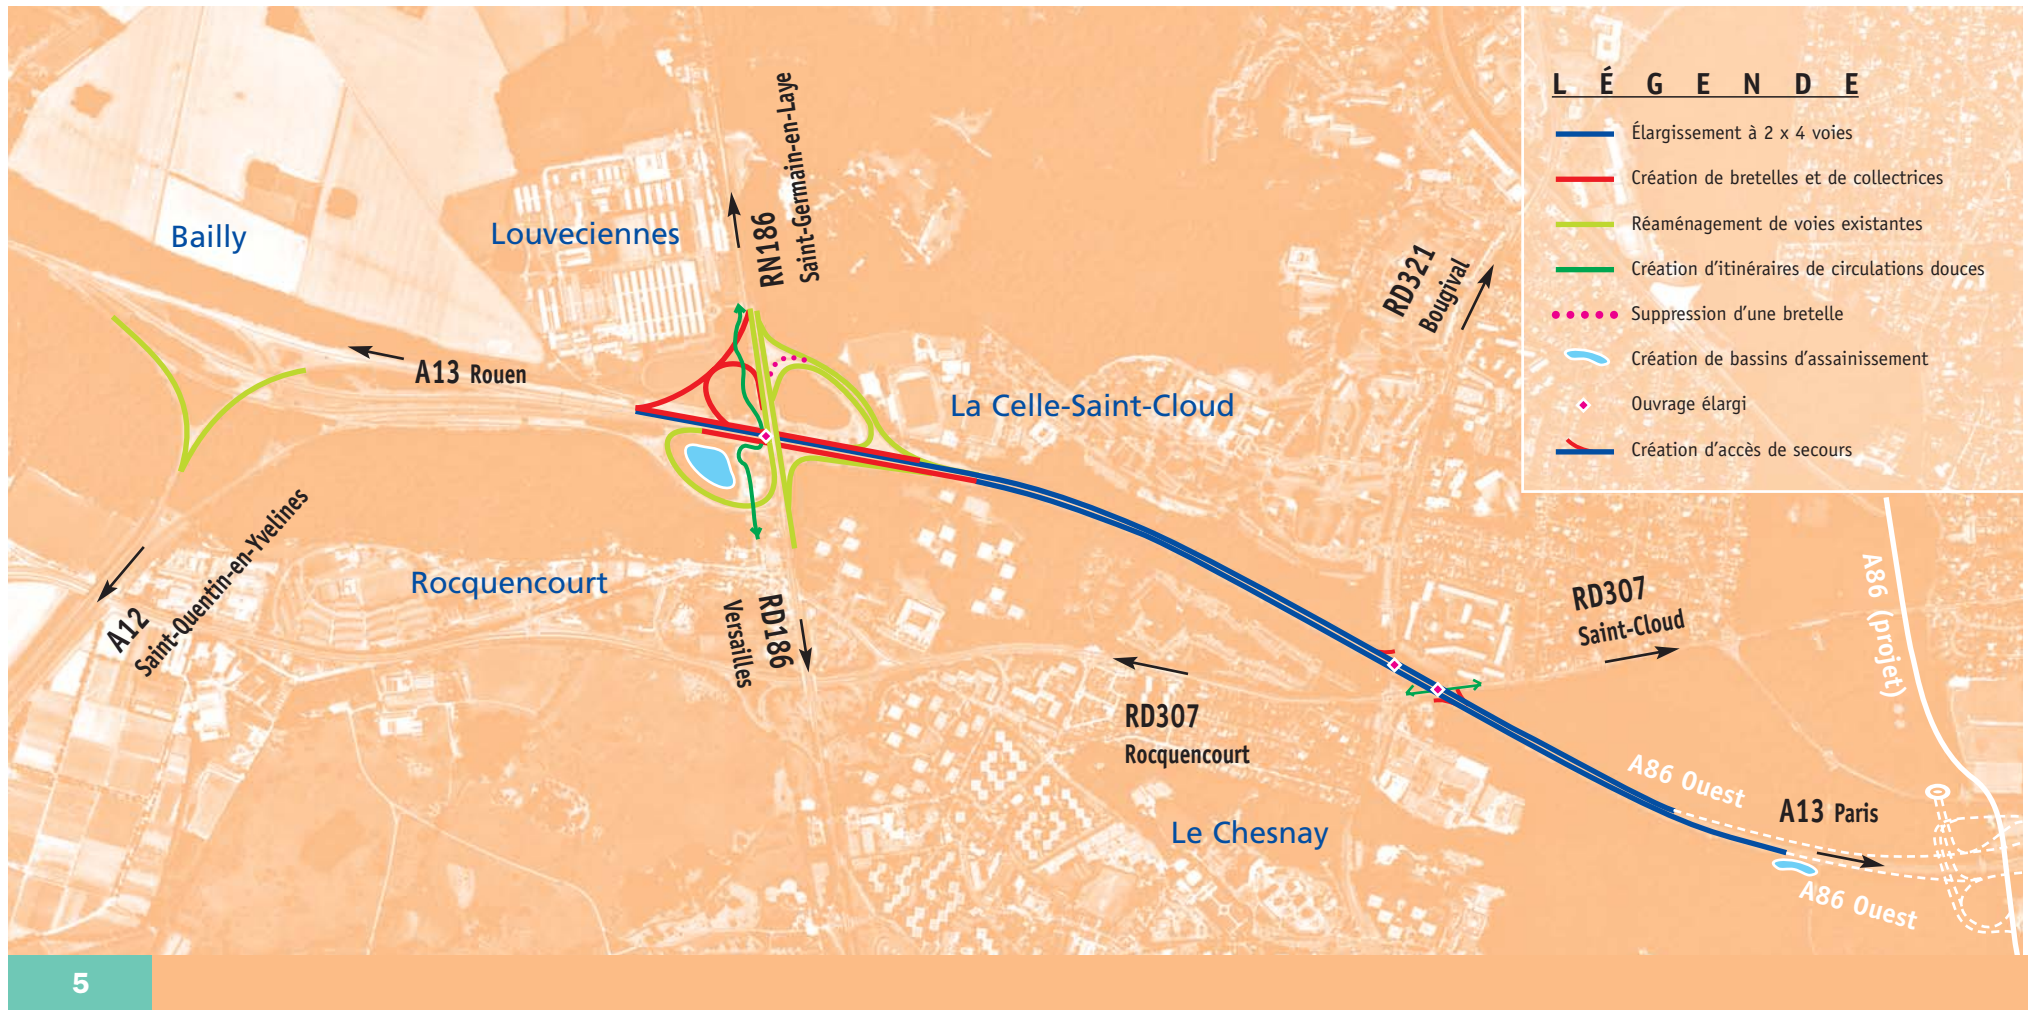 LÉGENDE
Élargissement à 2 x 4 voies
Création de bretelles et de collectrices
Réaménagement de voies existantes
Création d'itinéraires de circulations douces
Suppression d'une bretelle
Création de bassins d'assainissement
Ouvrage élargi
Création d'accès de secours
Bailly
Louveciennes
RN186
Saint-Germain-en-Laye
RD321
Bougival
A13 Rouen
La Celle-Saint-Cloud
A12
Saint-Quentin-en-Yvelines
Rocquencourt
RD186
Versailles
RD307
Saint-Cloud
A86 (projet)
RD307
Rocquencourt
Le Chesnay
A86 Ouest
A13 Paris
A86 Ouest
5